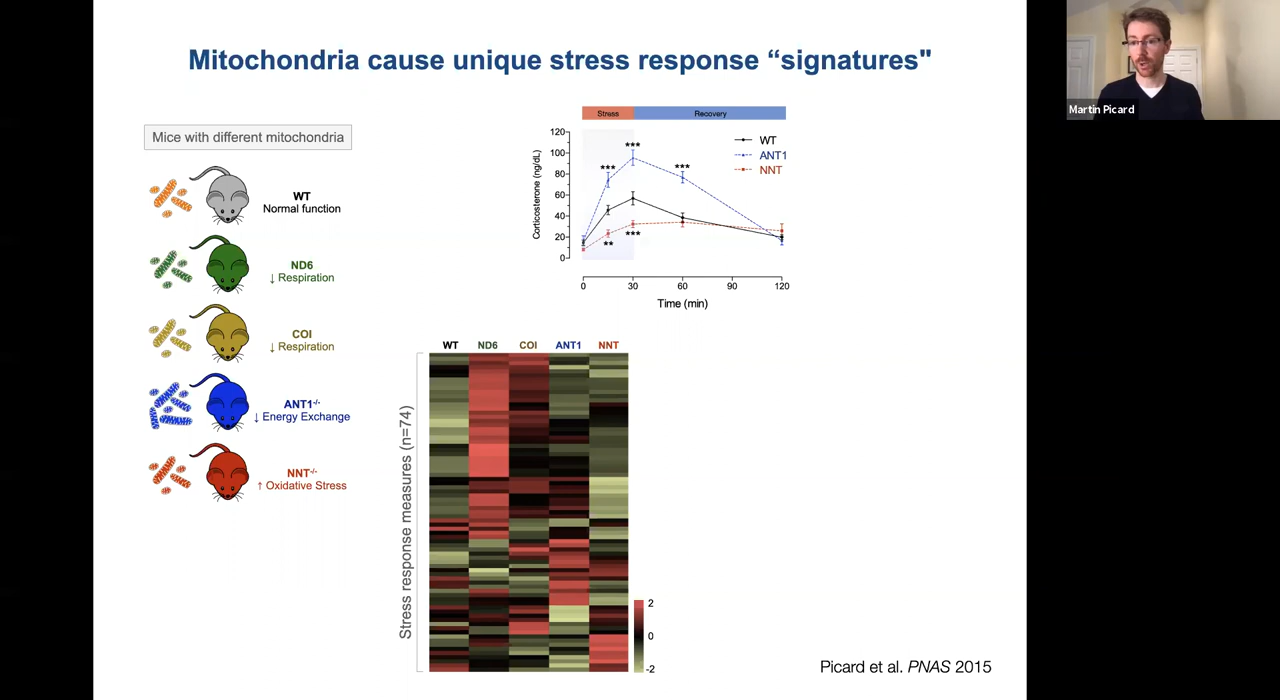 Mitochondria cause unique stress response “signatures"
Martin Picard
Mice with different mitochondria
WT
Normal function
ND6
↓ Respiration
COI
↓ Respiration
ANT1-/-
↓ Energy Exchange
NNT-/-
↑ Oxidative Stress
Stress
Recovery
Corticosterone (ng/dL)
120
100
80
60
40
20
0
***
***
***
**
***
WT
ANT1
NNT
0 30 60 90 120
Time (min)
WT ND6 COI ANT1 NNT
Stress response measures (n=74)
2
0
-2
Picard et al. PNAS 2015